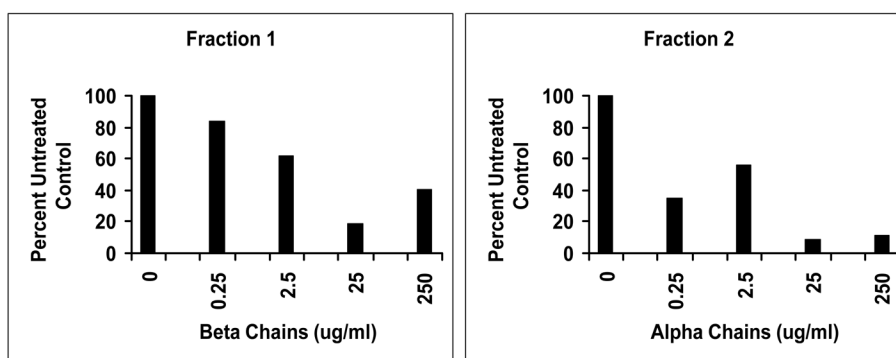 Fraction 1
Percent Untreated
Control
100
80
60
40
20
0
0
0.25
2.5
25
250
Beta Chains (ug/ml)
Fraction 2
Percent Untreated
Control
100
80
60
40
20
0
0
0.25
2.5
25
250
Alpha Chains (ug/ml)